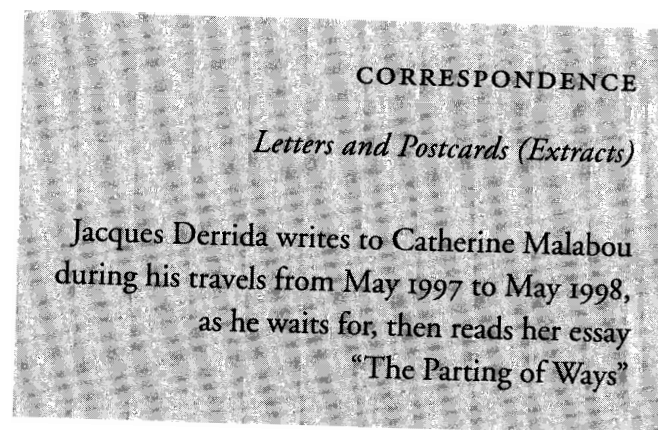 CORRESPONDENCE
Letters and Postcards (Extracts)
Jacques Derrida writes to Catherine Malabou
during his travels from May 1997 to May 1998,
as he waits for, then reads her essay
“The Parting of Ways”